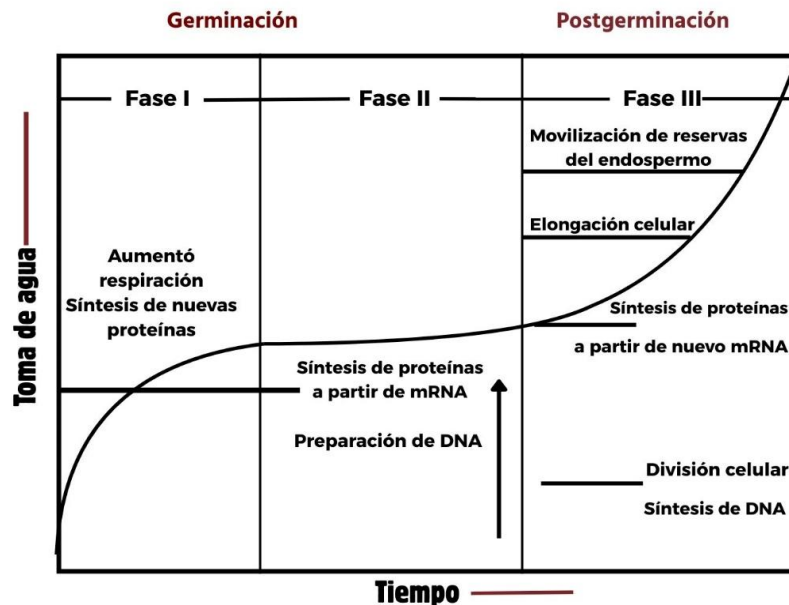 Germinación
Postgerminación
Fase I
Fase II
Fase III
Movilización de reservas
del endospermo
Elongación celular
Aumentó
respiración
Síntesis de nuevas
proteínas
Síntesis de proteínas
a partir de nuevo mRNA
Síntesis de proteínas
a partir de mRNA
Preparación de DNA
División celular
Síntesis de DNA
Toma de agua
Tiempo